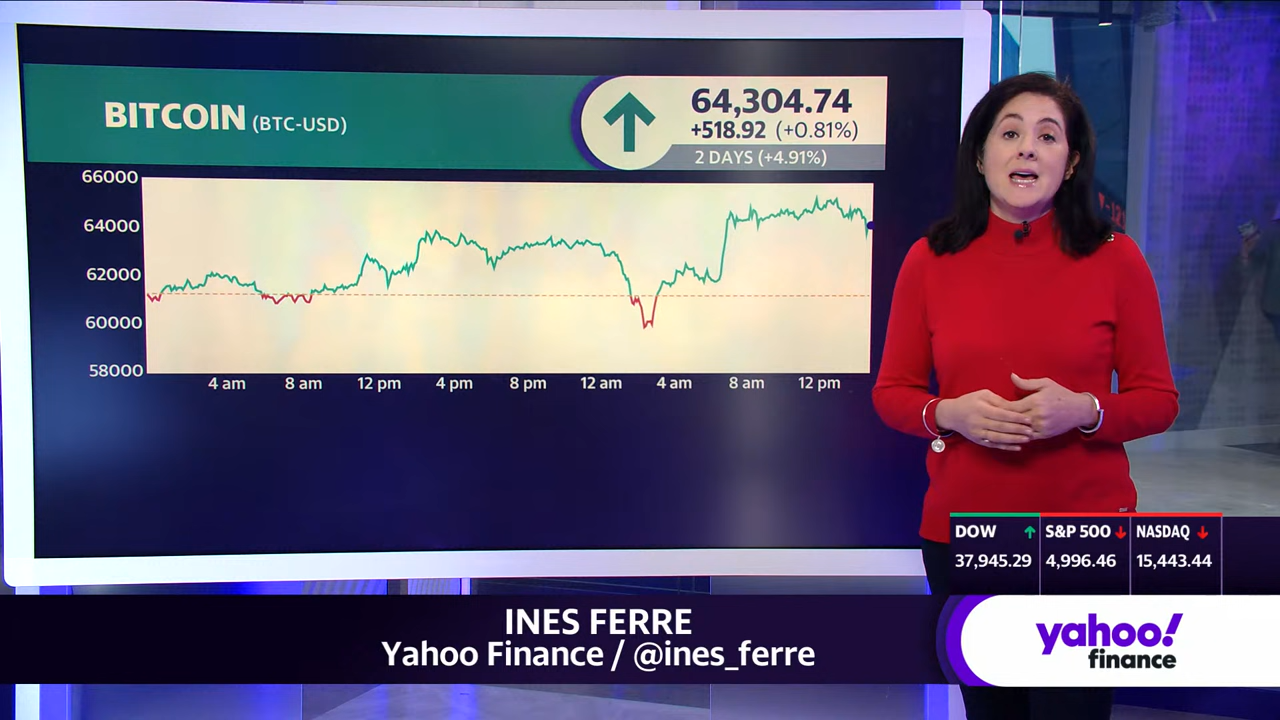 BITCOIN (BTC-USD)
64,304.74
+518.92 (+0.81%)
2 DAYS (+4.91%)
66000
64000
62000
60000
58000
4 am 8 am 12 pm 4 pm 8 pm 12 am 4 am 8 am 12 pm
DOW S&P 500 NASDAQ
37,945.29 4,996.46 15,443.44
INES FERRE
Yahoo Finance / @ines_ferre
yahoo!
finance